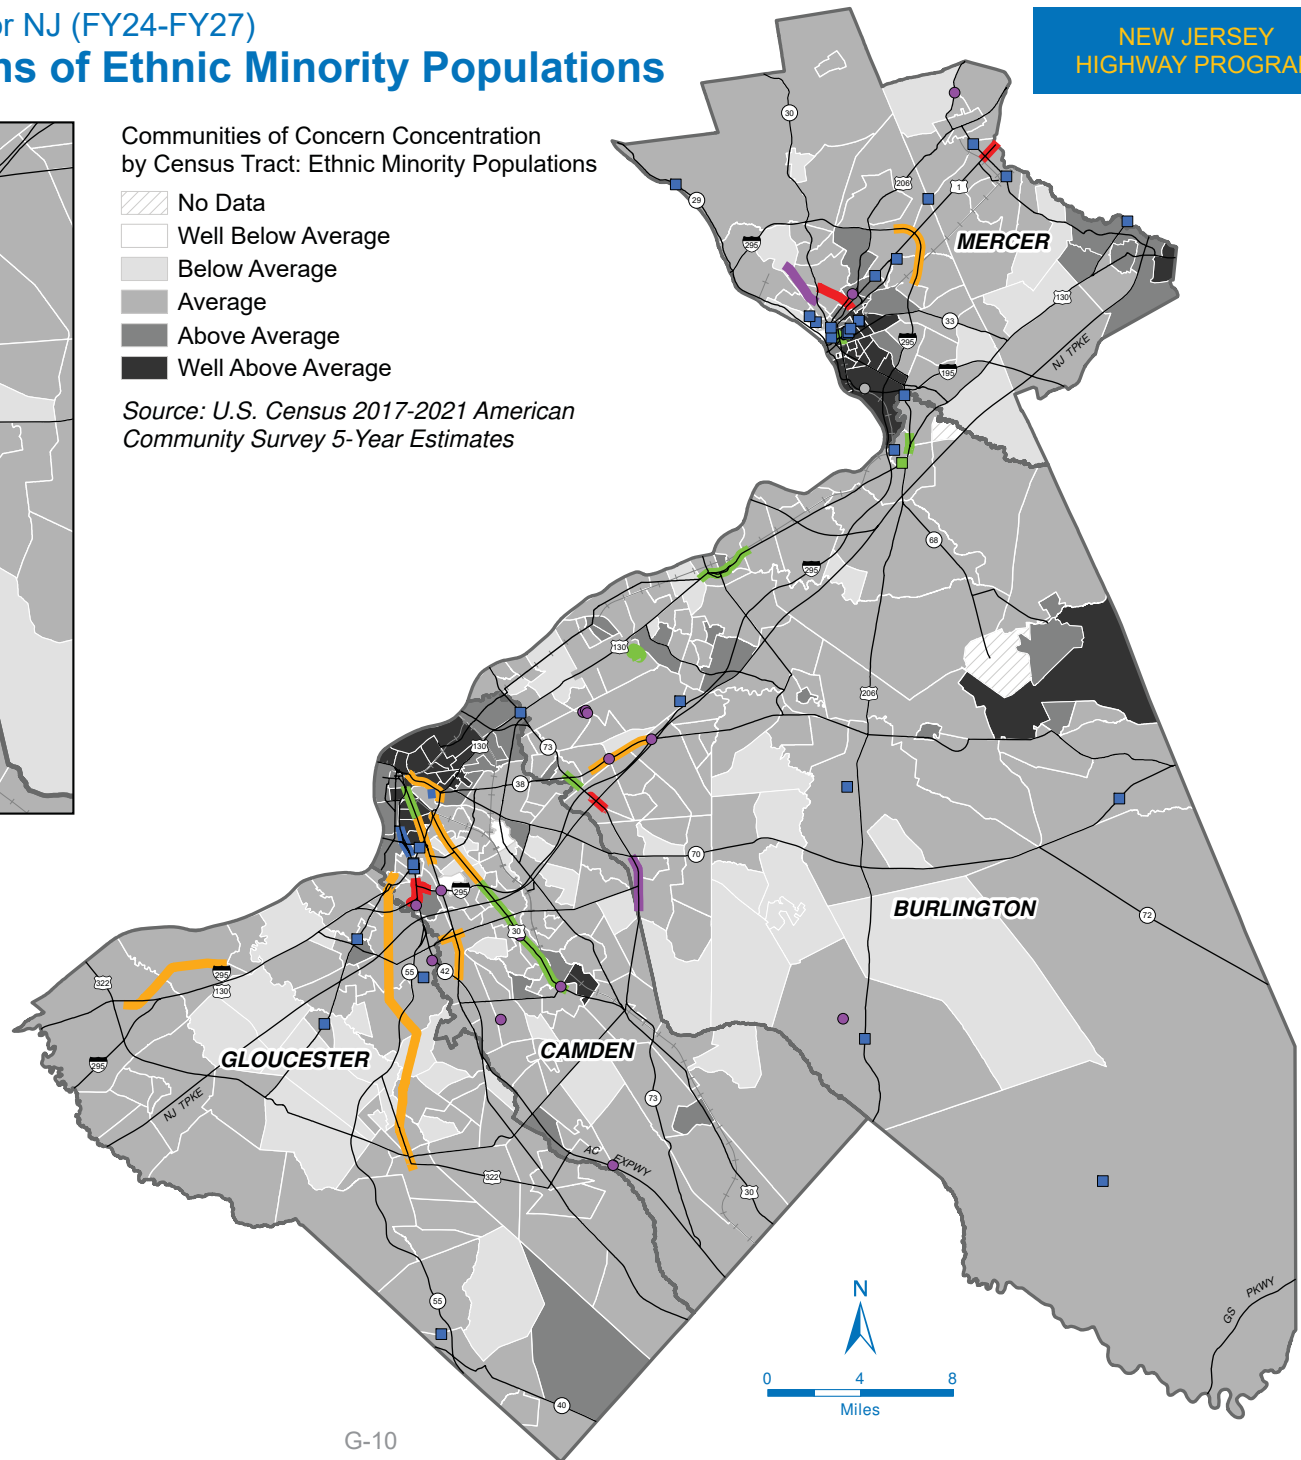 or NJ (FY24-FY27)
ns of Ethnic Minority Populations
NEW JERSEY
HIGHWAY PROGRAM
Communities of Concern Concentration
by Census Tract: Ethnic Minority Populations
No Data
Well Below Average
Below Average
Average
Above Average
Well Above Average
Source: U.S. Census 2017-2021 American
Community Survey 5-Year Estimates
30
206
1
29
295
MERCER
130
33
295
195
NJ TPKE
68
295
130
206
130
73
38
70
295
BURLINGTON
72
30
55
42
322
295
130
295
GLOUCESTER
CAMDEN
NJ TPKE
73
AC EXPWY
322
30
55
40
GS PKWY
N
0 4 8
Miles
G-10